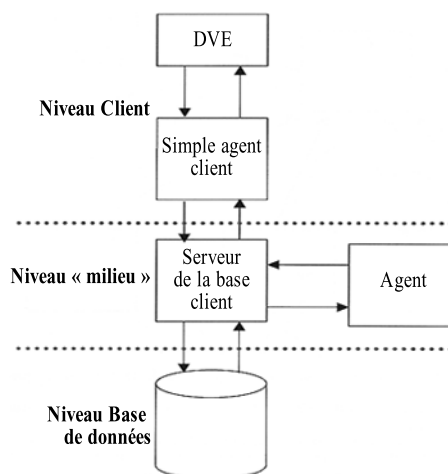 DVE
Niveau Client
Simple agent
client
Niveau « milieu »
Serveur
de la base
client
Agent
Niveau Base
de données